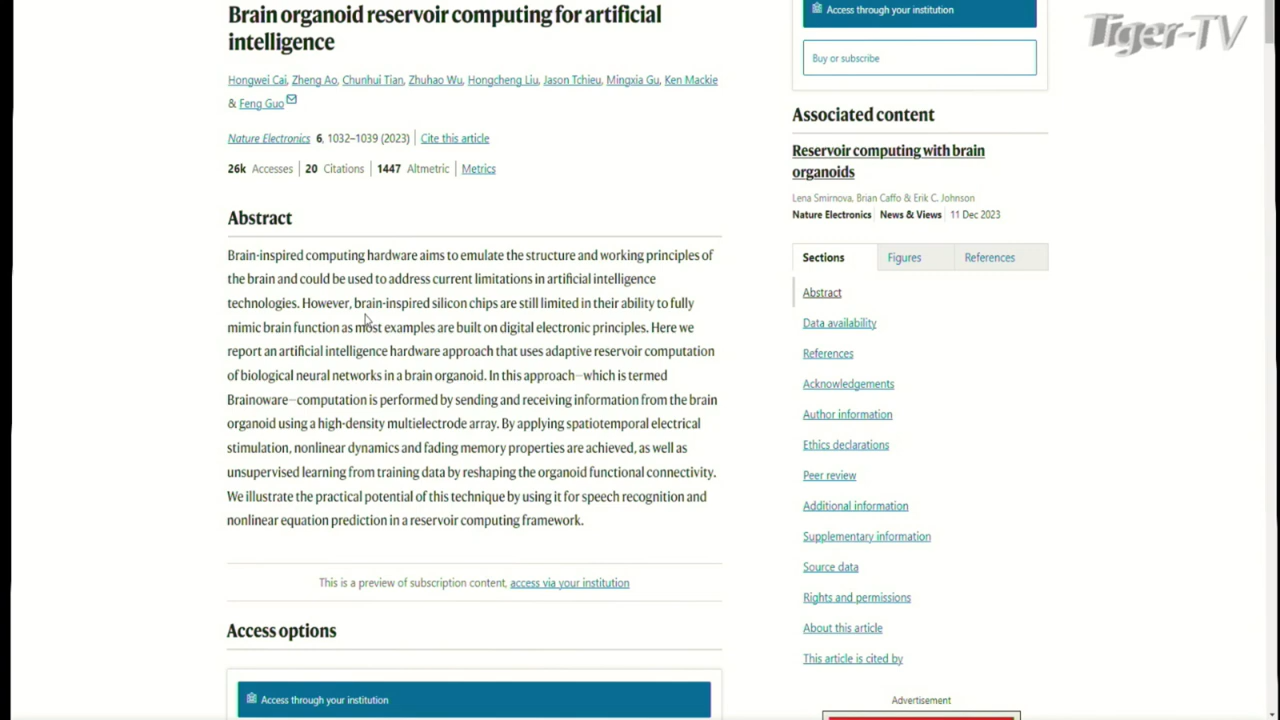 Brain organoid reservoir computing for artificial
intelligence
Hongwei Cai, Zheng Ao, Chunhui Tian, Zhuhao Wu, Hongcheng Liu, Jason Tchieu, Mingxia Gu, Ken Mackie
& Feng Guo
Nature Electronics 6, 1032–1039 (2023) | Cite this article
26k Accesses | 20 Citations | 1447 Altmetric | Metrics
Abstract
Brain-inspired computing hardware aims to emulate the structure and working principles of
the brain and could be used to address current limitations in artificial intelligence
technologies. However, brain-inspired silicon chips are still limited in their ability to fully
mimic brain function as most examples are built on digital electronic principles. Here we
report an artificial intelligence hardware approach that uses adaptive reservoir computation
of biological neural networks in a brain organoid. In this approach—which is termed
Brainoware—computation is performed by sending and receiving information from the brain
organoid using a high-density multielectrode array. By applying spatiotemporal electrical
stimulation, nonlinear dynamics and fading memory properties are achieved, as well as
unsupervised learning from training data by reshaping the organoid functional connectivity.
We illustrate the practical potential of this technique by using it for speech recognition and
nonlinear equation prediction in a reservoir computing framework.
This is a preview of subscription content, access via your institution
Access options
Access through your institution
Access through your institution
Buy or subscribe
Associated content
Reservoir computing with brain
organoids
Lena Smirnova, Brian Caffo & Erik C. Johnson
Nature Electronics | News & Views | 11 Dec 2023
Sections Figures References
Abstract
Data availability
References
Acknowledgements
Author information
Ethics declarations
Peer review
Additional information
Supplementary information
Source data
Rights and permissions
About this article
This article is cited by
Advertisement
Tiger-TV